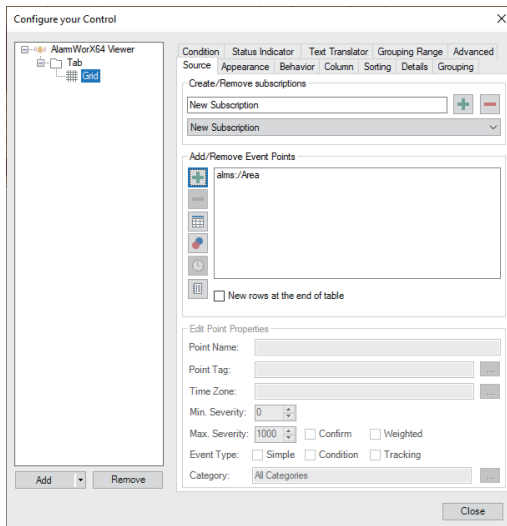 Configure your Control
AlarmWorX64 Viewer
Tab
Grid
Add
Remove
Condition Status Indicator Text Translator Grouping Range Advanced
Source Appearance Behavior Column Sorting Details Grouping
Create/Remove subscriptions
New Subscription
New Subscription
Add/Remove Event Points
alms:/Area
New rows at the end of table
Edit Point Properties
Point Name:
Point Tag: ...
Time Zone: ...
Min. Severity: 0
Max. Severity: 1000 Confirm Weighted
Event Type: Simple Condition Tracking
Category: All Categories ...
Close